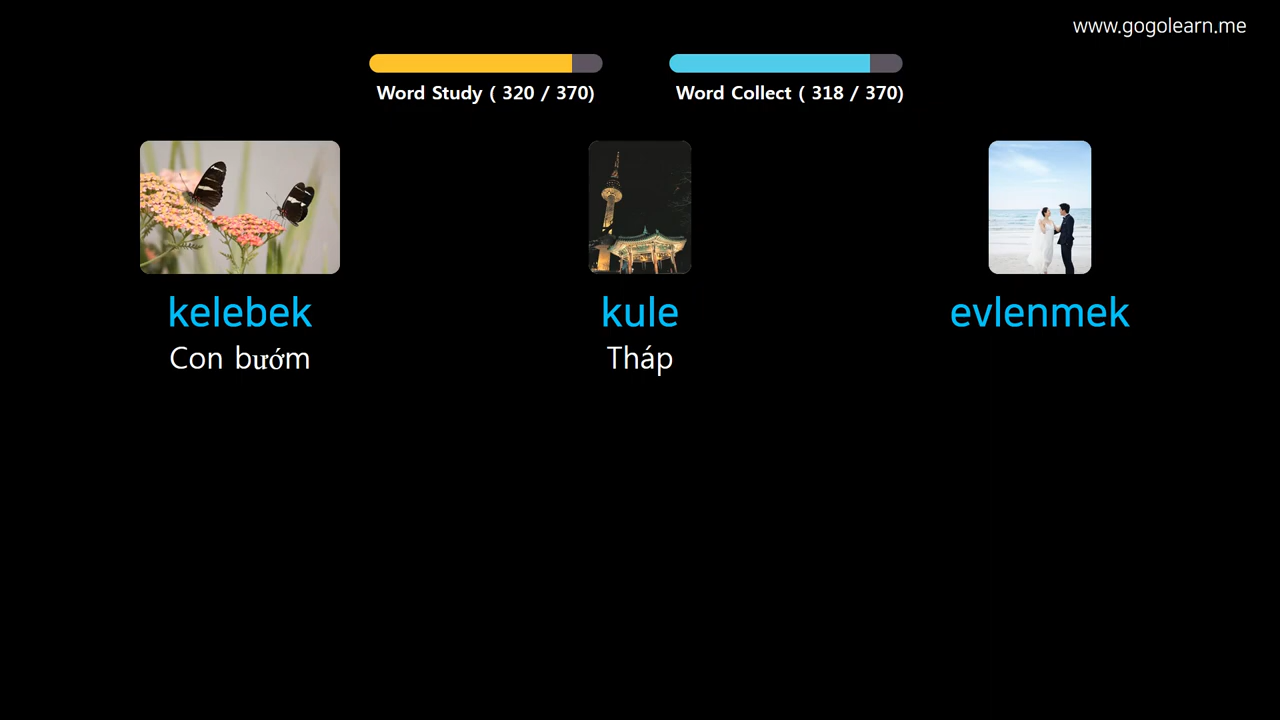 www.gogolearn.me
Word Study ( 320 / 370)
Word Collect ( 318 / 370)
kelebek
Con bướm
kule
Tháp
evlenmek